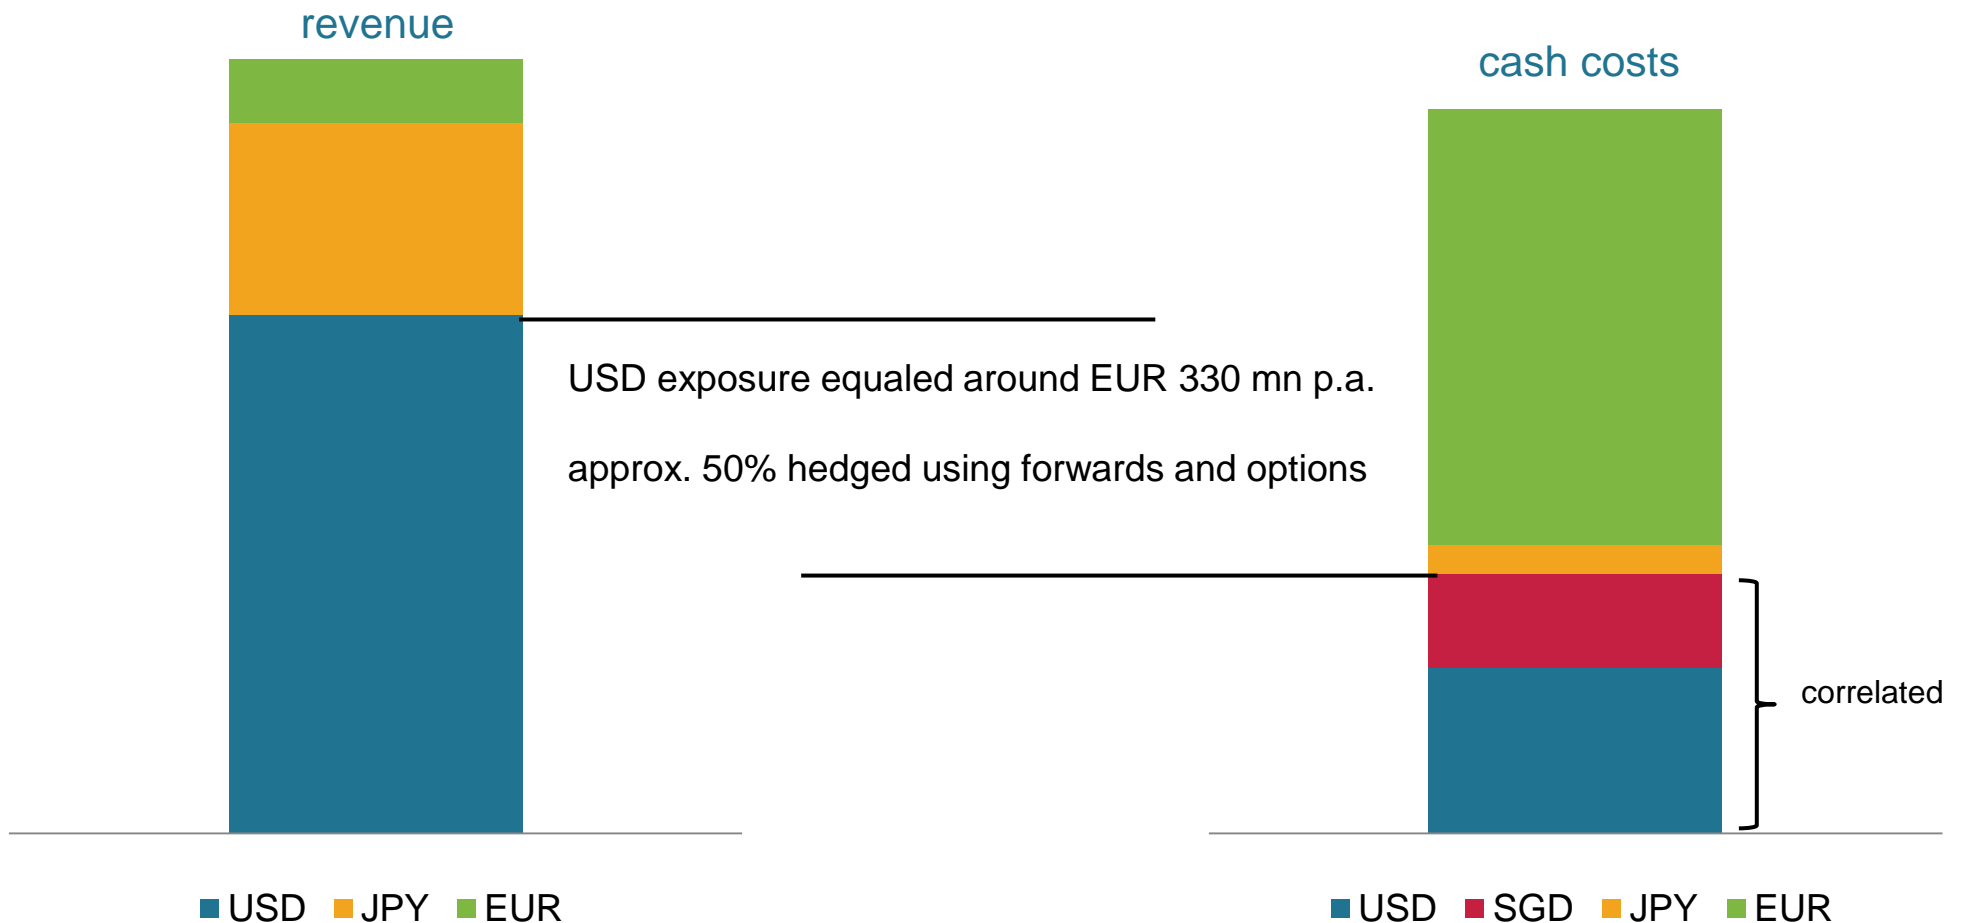 revenue
cash costs
USD exposure equaled around EUR 330 mn p.a.
approx. 50% hedged using forwards and options
correlated
USD JPY EUR
USD SGD JPY EUR